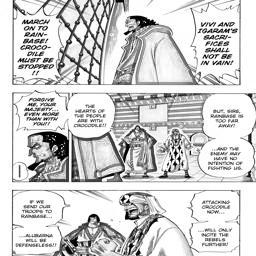 VIVI AND
IGARAM'S
SACRI-
FICES
SHALL
NOT BE
IN VAIN!
MARCH
ON TO
RAIN-
BASE!
CROCO-
DILE
MUST BE
STOPPED
!!
BUT, SIRE,
RAINBASE
IS TOO
FAR
AWAY!
...AND THE
ENEMY MAY
HAVE NO
INTENTION OF
FIGHTING US.
THE HEARTS
OF THE
PEOPLE
ARE WITH
CROCODILE!!
FORGIVE
ME, YOUR
MAJESTY...
EVEN MORE
THAN WITH
YOU!!
ATTACKING
CROCODILE
NOW...
...WILL ONLY
INCITE THE
REBELS
FURTHER!
IF WE
SEND OUR
TROOPS TO
RAINBASE...
...ALUBARNA
WILL BE
DEFENSELESS!!